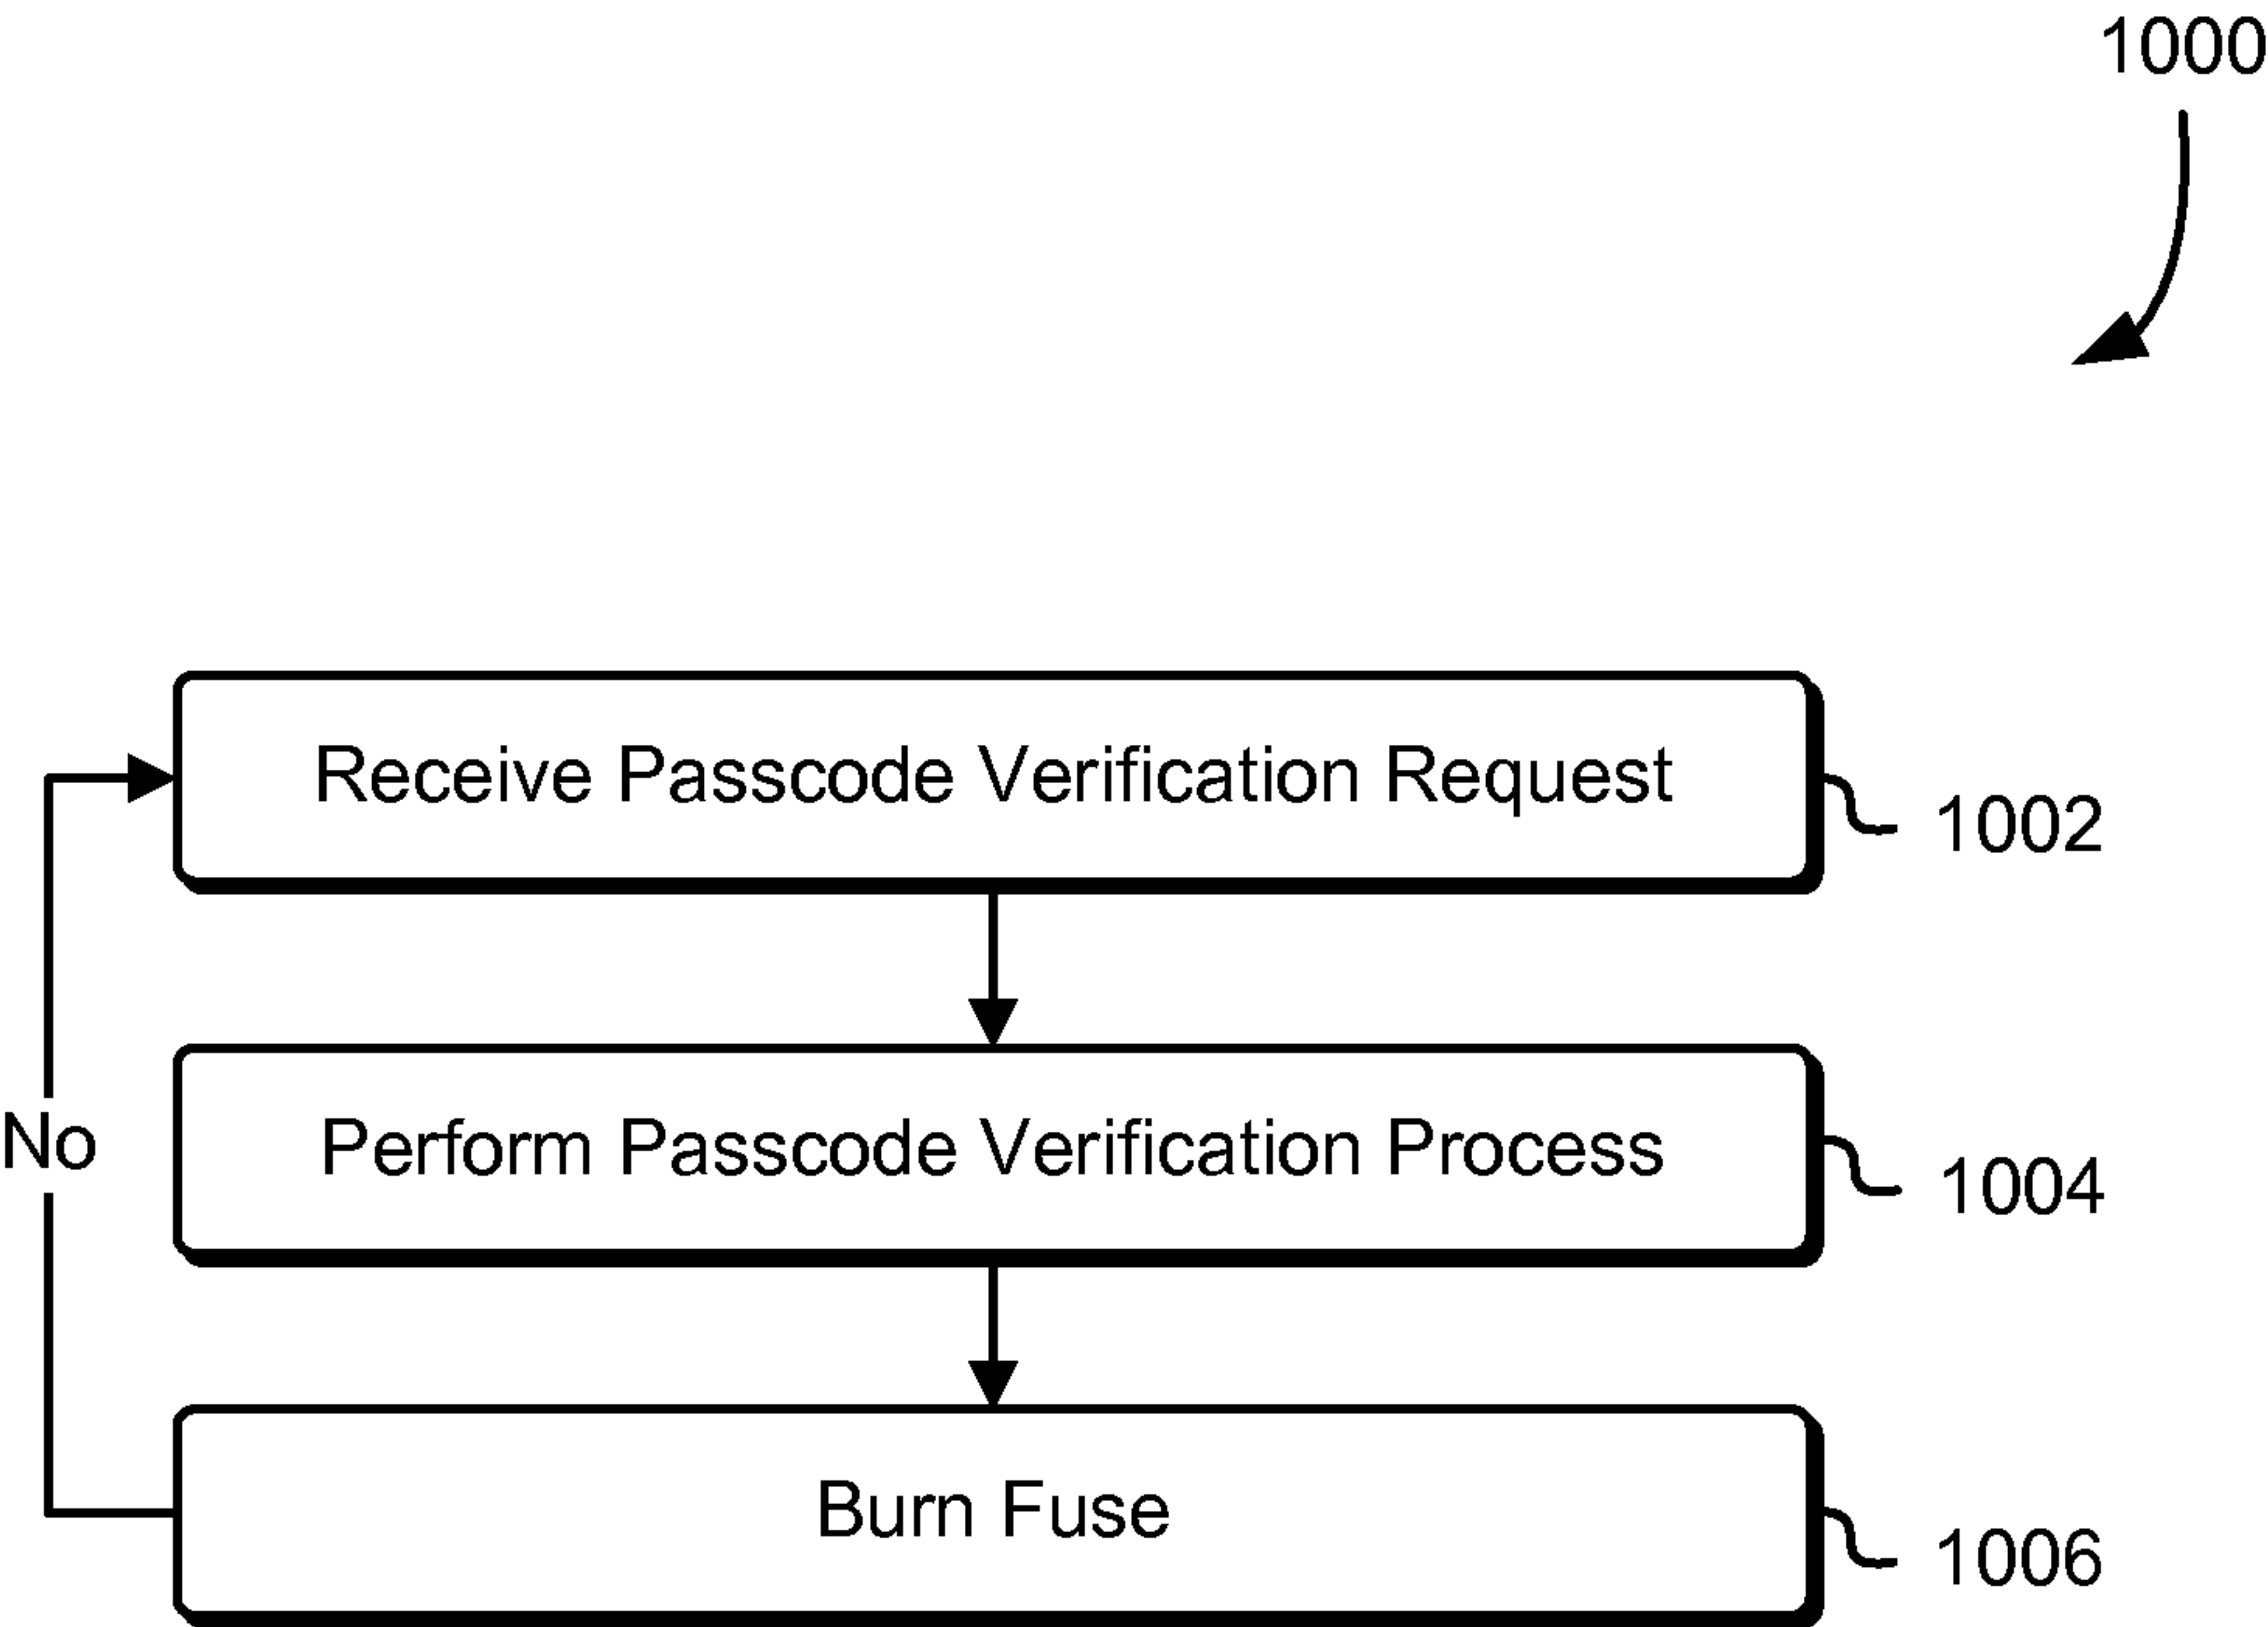 1000
Receive Passcode Verification Request
1002
No
Perform Passcode Verification Process
1004
Burn Fuse
1006